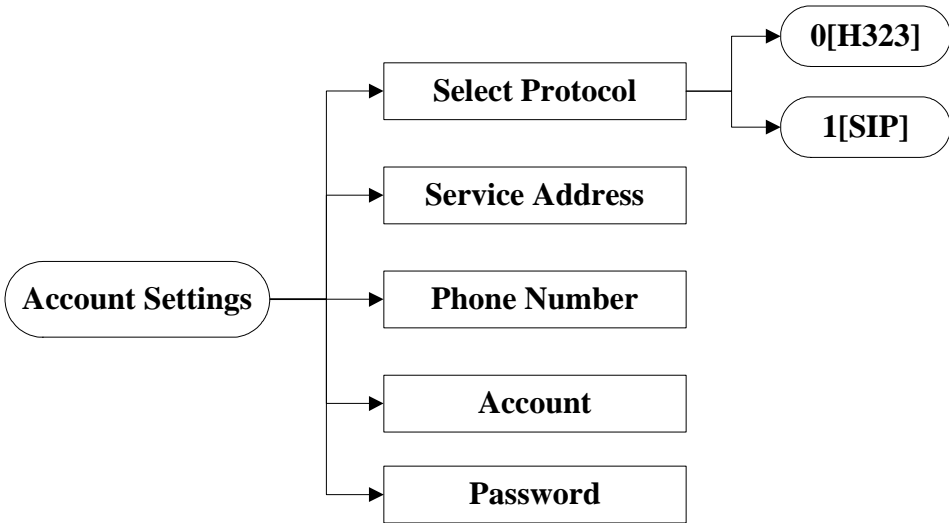 0[H323]
Select Protocol
1[SIP]
Service Address
Account Settings
Phone Number
Account
Password